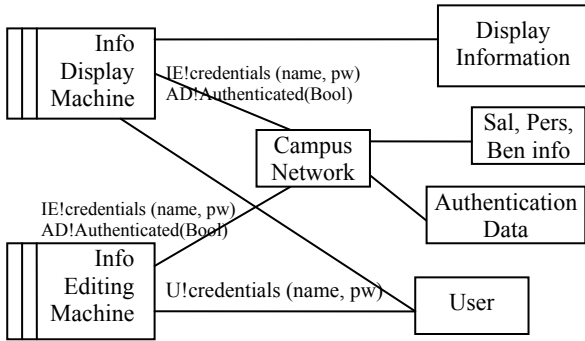 Info
Display
Machine
Display
Information
IE!credentials (name, pw)
AD!Authenticated(Bool)
Campus
Network
Sal, Pers,
Ben info
IE!credentials (name, pw)
AD!Authenticated(Bool)
Authentication
Data
Info
Editing
Machine
U!credentials (name, pw)
User